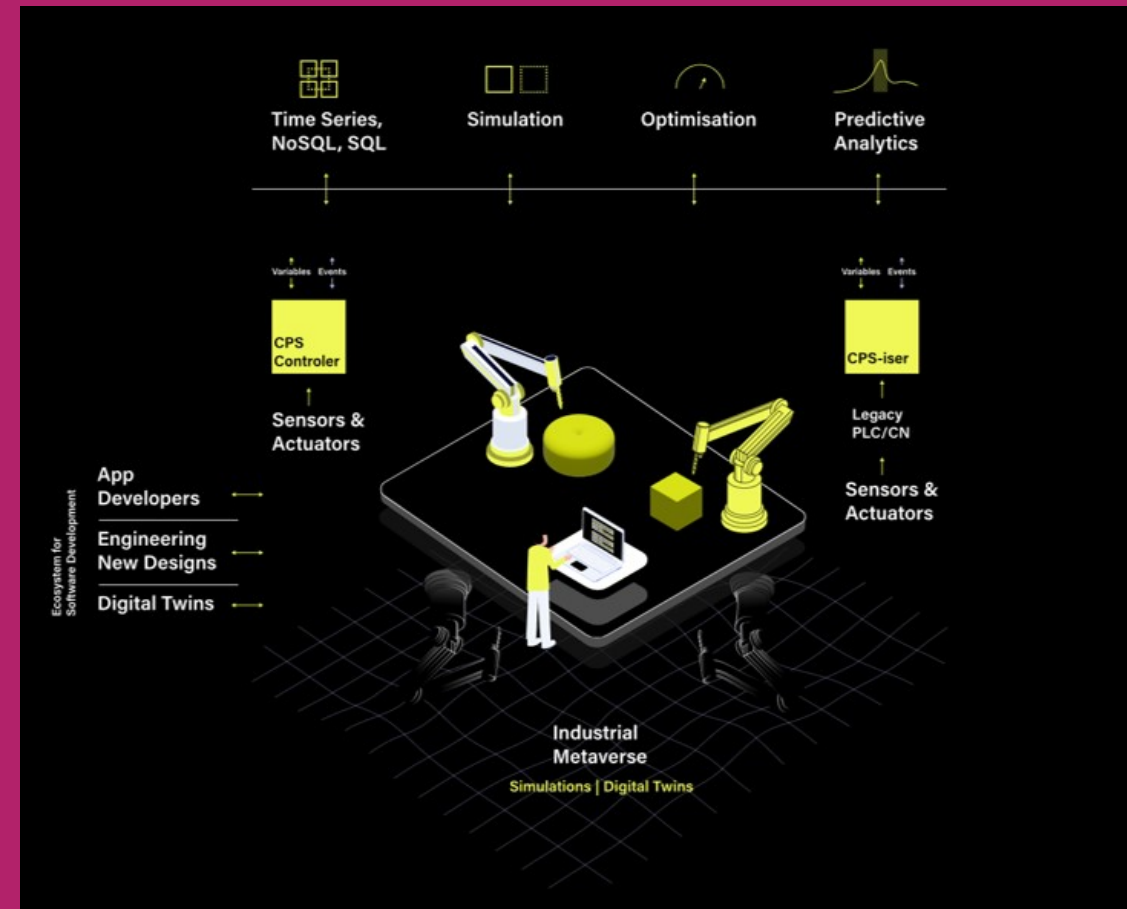 Time Series,
NoSQL, SQL
Simulation
Optimisation
Predictive
Analytics
Variables Events
CPS
Controler
Sensors &
Actuators
Variables Events
CPS-iser
Legacy
PLC/CN
Sensors &
Actuators
Ecosystem for
Software Development
App
Developers
Engineering
New Designs
Digital Twins
Industrial
Metaverse
Simulations | Digital Twins